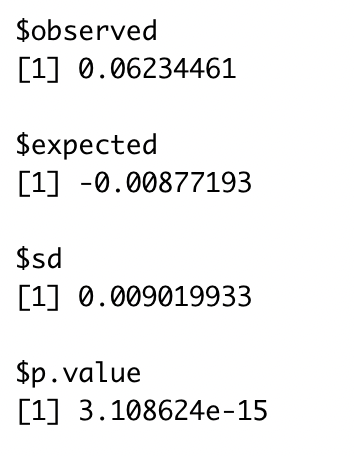 $observed
[1] 0.06234461
$expected
[1] -0.00877193
$sd
[1] 0.009019933
$p.value
[1] 3.108624e-15